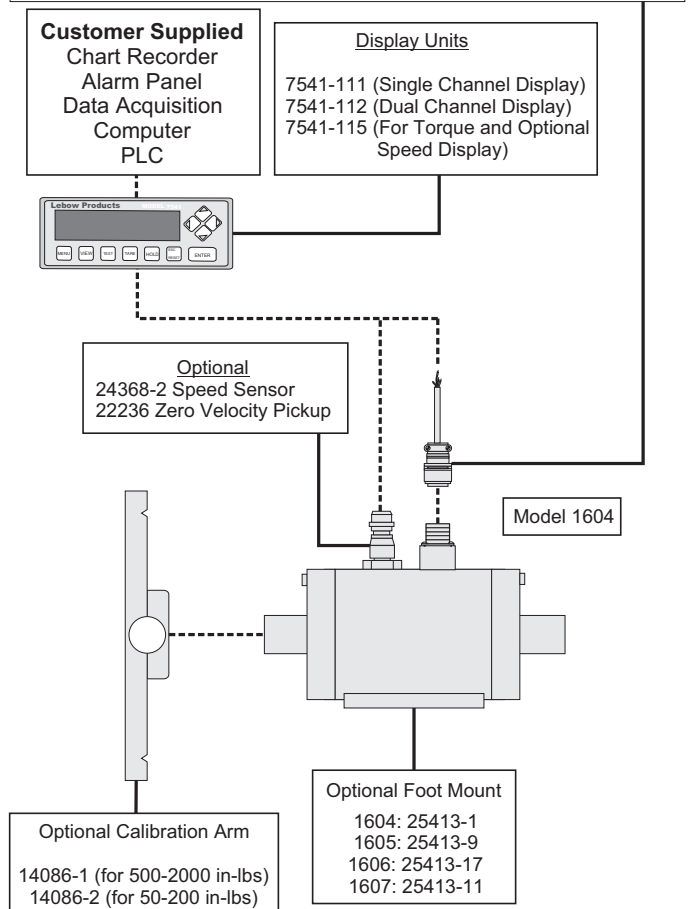 Customer Supplied
Chart Recorder
Alarm Panel
Data Acquisition
Computer
PLC
Display Units
7541-111 (Single Channel Display)
7541-112 (Dual Channel Display)
7541-115 (For Torque and Optional
Speed Display)
Lebow Products
MODEL 7541
MENU VIEW TEST TARE HOLD RESET ENTER
Optional
24368-2 Speed Sensor
22236 Zero Velocity Pickup
Model 1604
Optional Foot Mount
1604: 25413-1
1605: 25413-9
1606: 25413-17
1607: 25413-11
Optional Calibration Arm
14086-1 (for 500-2000 in-lbs)
14086-2 (for 50-200 in-lbs)